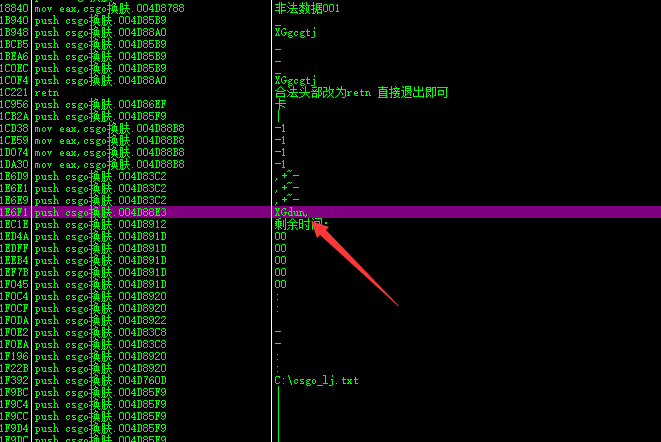 18840 mov eax,csgo换肤.004D8788 非法数据001
1B940 push csgo换肤.004D85B9 _
1B948 push csgo换肤.004D88A0 XGgcgtj
1BCB5 push csgo换肤.004D85B9 _
1BEA6 push csgo换肤.004D85B9 _
1C0EC push csgo换肤.004D85B9 _
1C0F4 push csgo换肤.004D88A0 XGgcgtj
1C221 retn 合法头部改为retn 直接退出即可
1C956 push csgo换肤.004D86EF 卡
1CB2A push csgo换肤.004D85F9 |
1CD38 mov eax,csgo换肤.004D88B8 -1
1CE59 mov eax,csgo换肤.004D88B8 -1
1D074 mov eax,csgo换肤.004D88B8 -1
1DA30 mov eax,csgo换肤.004D88B8 -1
1E6D9 push csgo换肤.004D83C2 ,+~-
1E6E1 push csgo换肤.004D83C2 ,+~-
1E6E9 push csgo换肤.004D83C2 ,+~-
1E6F1 push csgo换肤.004D88E3 XGdun,
1EC1E push csgo换肤.004D8912 剩余时间:
1ED4A push csgo换肤.004D891D 00
1EDFF push csgo换肤.004D891D 00
1EEB4 push csgo换肤.004D891D 00
1EF7B push csgo换肤.004D891D 00
1F045 push csgo换肤.004D891D 00
1F0C4 push csgo换肤.004D8920 :
1F0CF push csgo换肤.004D8920 :
1F0DA push csgo换肤.004D8922
1F0E2 push csgo换肤.004D83C8 -
1F0EA push csgo换肤.004D83C8 -
1F196 push csgo换肤.004D8920 :
1F22B push csgo换肤.004D8920 :
1F392 push csgo换肤.004D760D C:\csgo_lj.txt
1F9BC push csgo换肤.004D85F9 |
1F9C4 push csgo换肤.004D85F9 |
1F9CC push csgo换肤.004D85F9 |
1F9D4 push csgo换肤.004D85F9 |
1F9DC push csgo换肤.004D85F9 |